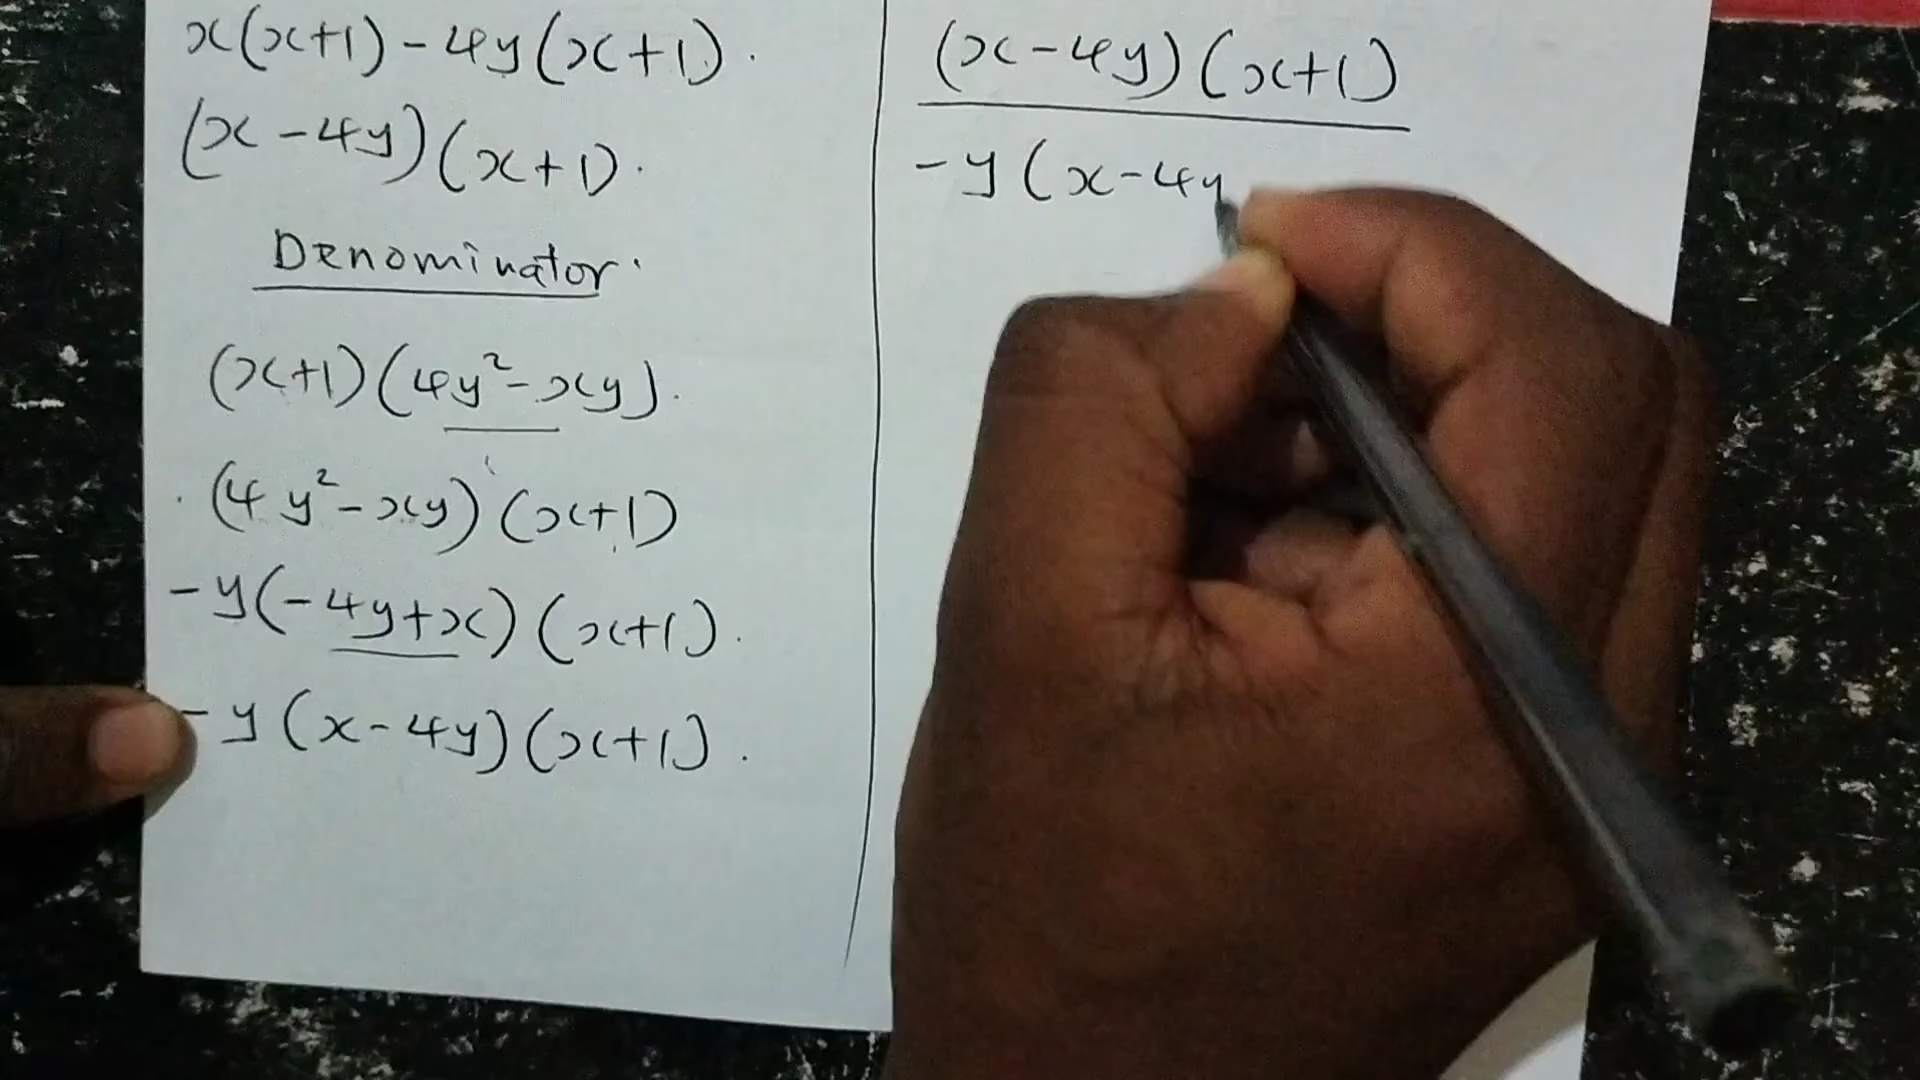 x(x+1) - 4y(x+1).
(x - 4y)(x+1).
Denominator.
(x+1)(4y² - xy).
(4y² - xy)(x+1)
-y(-4y+x)(x+1).
-y(x-4y)(x+1).
(x-4y)(x+1)
-y(x-4y